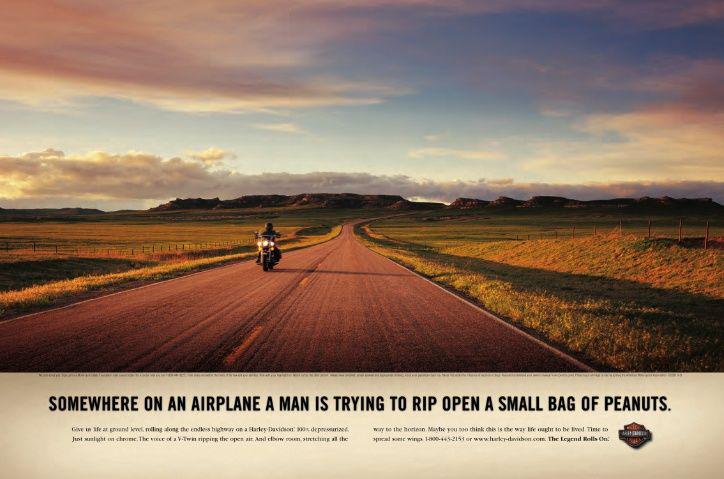 SOMEWHERE ON AN AIRPLANE A MAN IS TRYING TO RIP OPEN A SMALL BAG OF PEANUTS.
Give us life at ground level, rolling along the endless highway on a Harley-Davidson. 100% depressurized.
Just sunlight on chrome. The voice of a V-Twin ripping the open air. And elbow room, stretching all the
way to the horizon. Maybe you too think this is the way life ought to be lived. Time to
spread some wings. 1-800-443-2153 or www.harley-davidson.com. The Legend Rolls On.
HARLEY-DAVIDSON